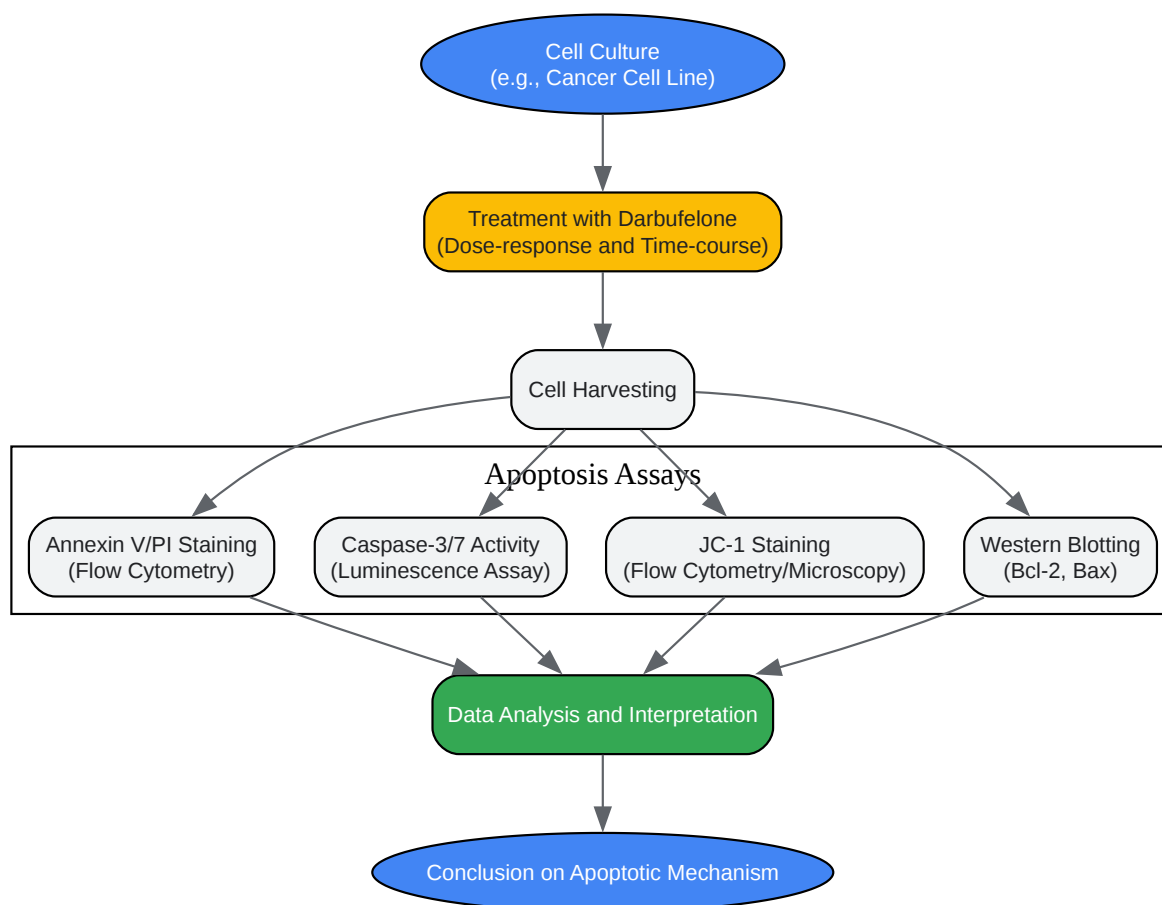 Cell Culture
(e.g., Cancer Cell Line)
Treatment with Darbufelone
(Dose-response and Time-course)
Cell Harvesting
Apoptosis Assays
Annexin V/PI Staining
(Flow Cytometry)
Caspase-3/7 Activity
(Luminescence Assay)
JC-1 Staining
(Flow Cytometry/Microscopy)
Western Blotting
(Bcl-2, Bax)
Data Analysis and Interpretation
Conclusion on Apoptotic Mechanism